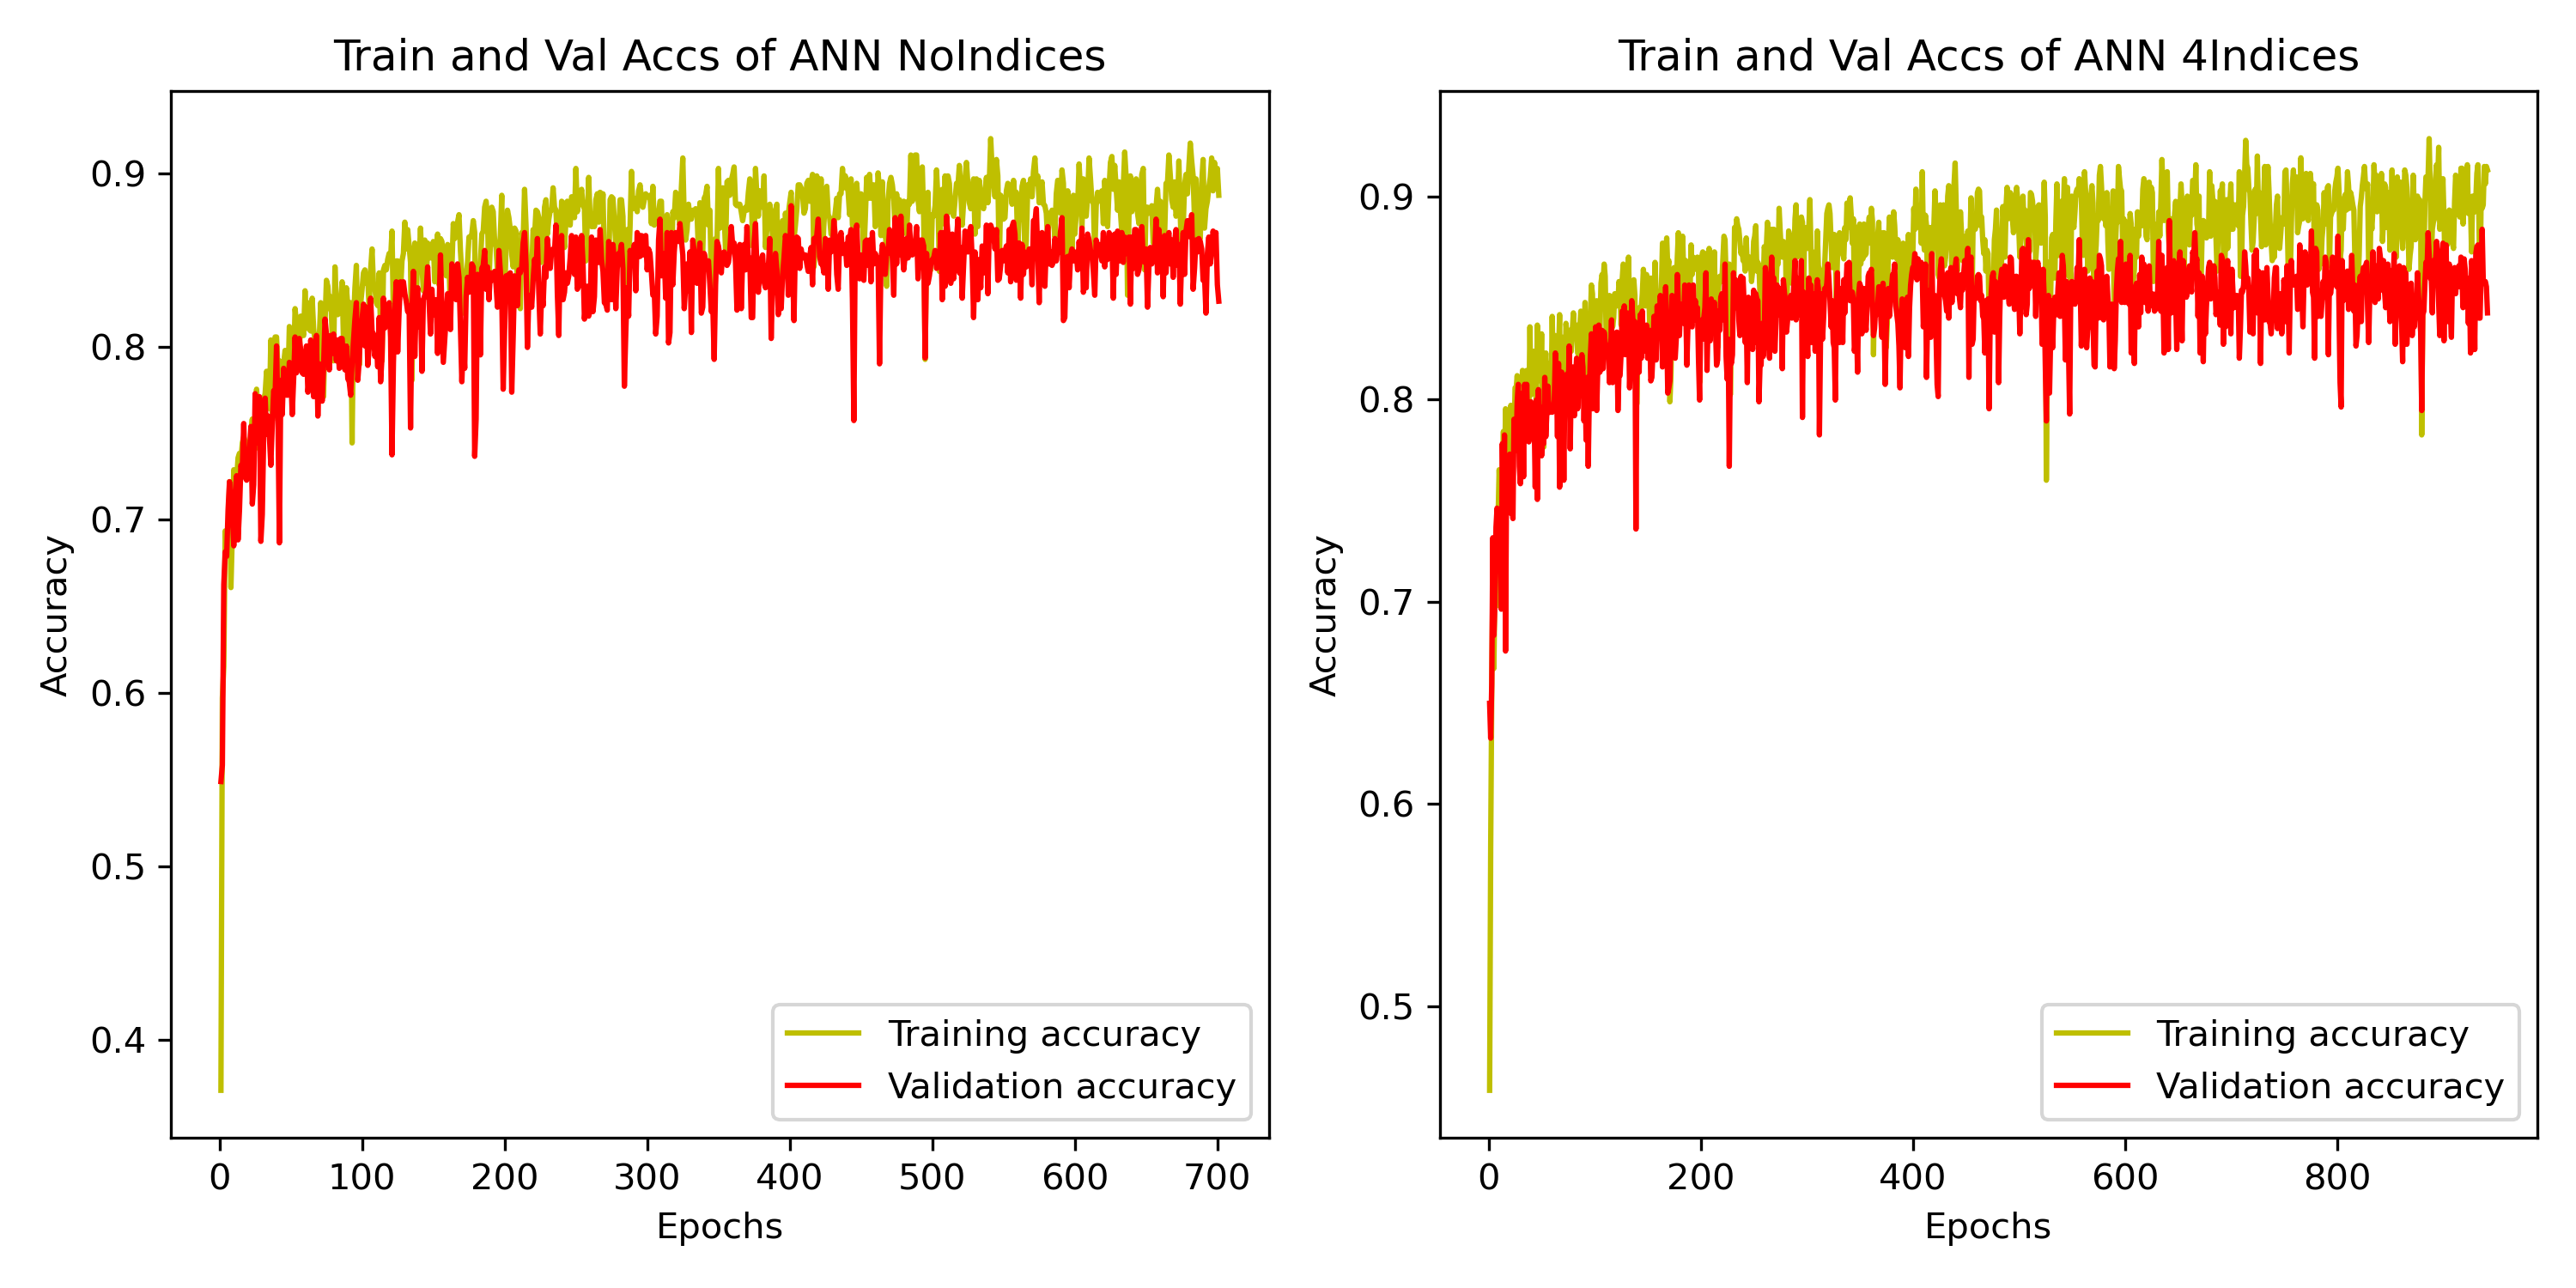 Train and Val Accs of ANN NoIndices
0.9
0.8
0.7
0.6
0.5
0.4
Accuracy
0 100 200 300 400 500 600 700
Epochs
Training accuracy
Validation accuracy
Train and Val Accs of ANN 4Indices
0.9
0.8
0.7
0.6
0.5
Accuracy
0 200 400 600 800
Epochs
Training accuracy
Validation accuracy